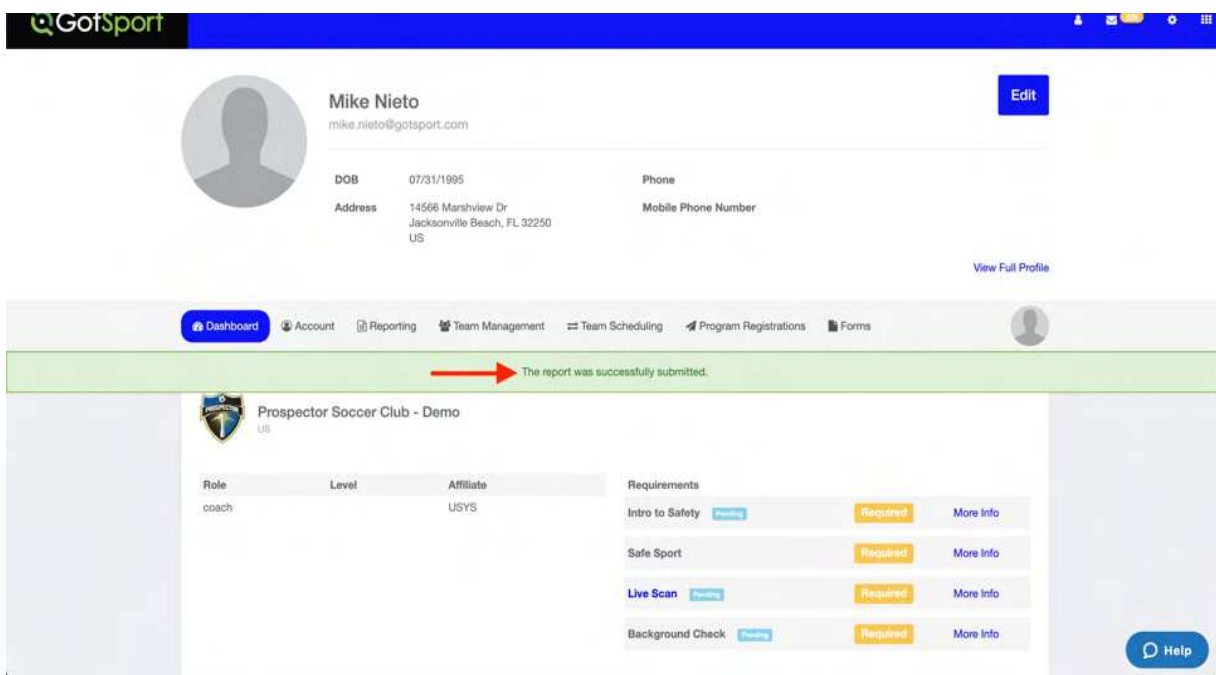 GotSport
Mike Nieto
Edit
mike.nieto@gotsport.com
DOB 07/31/1995 Phone
Address 14566 Marshview Dr Mobile Phone Number
Jacksonville Beach, FL 32250
US
View Full Profile
Dashboard Account Reporting Team Management Team Scheduling Program Registrations Forms
The report was successfully submitted.
PROSPECTOR
Prospector Soccer Club - Demo
US
Role Level Affiliate Requirements
coach USYS
Intro to Safety Pending Required More Info
Safe Sport Required More Info
Live Scan Pending Required More Info
Background Check Pending Required More Info
Help